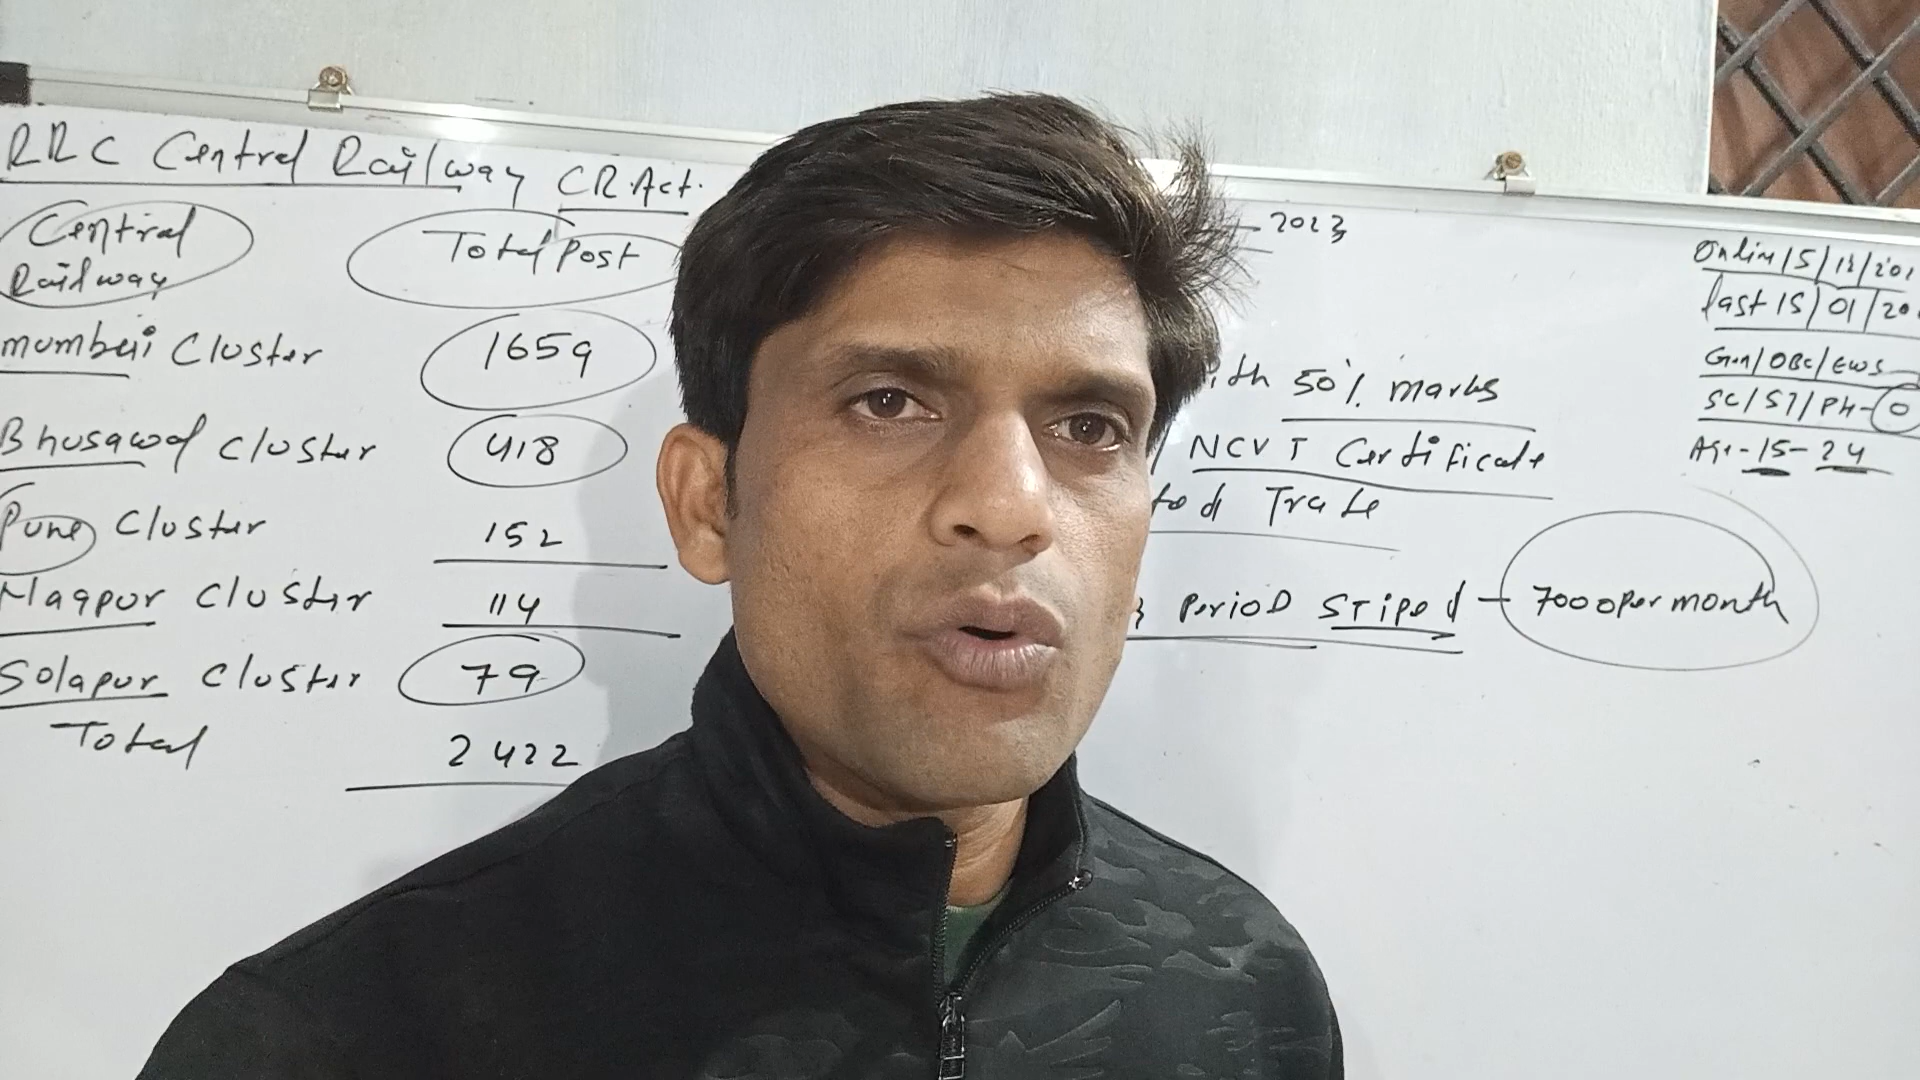 RRC Central Railway CR Act.
2023
Central
Railway
Total Post
Mumbai Cluster 1659
Bhusawal Cluster 418
Pune Cluster 152
Nagpur Cluster 114
Solapur Cluster 79
Total 2422
with 50% marks
NCVT Certificate
Trade
Period Stiped - 7000 per month
Online 15/12/20
last 15/01/20
Gen/OBC/EWS
SC/ST/PH-0
Age-15-24